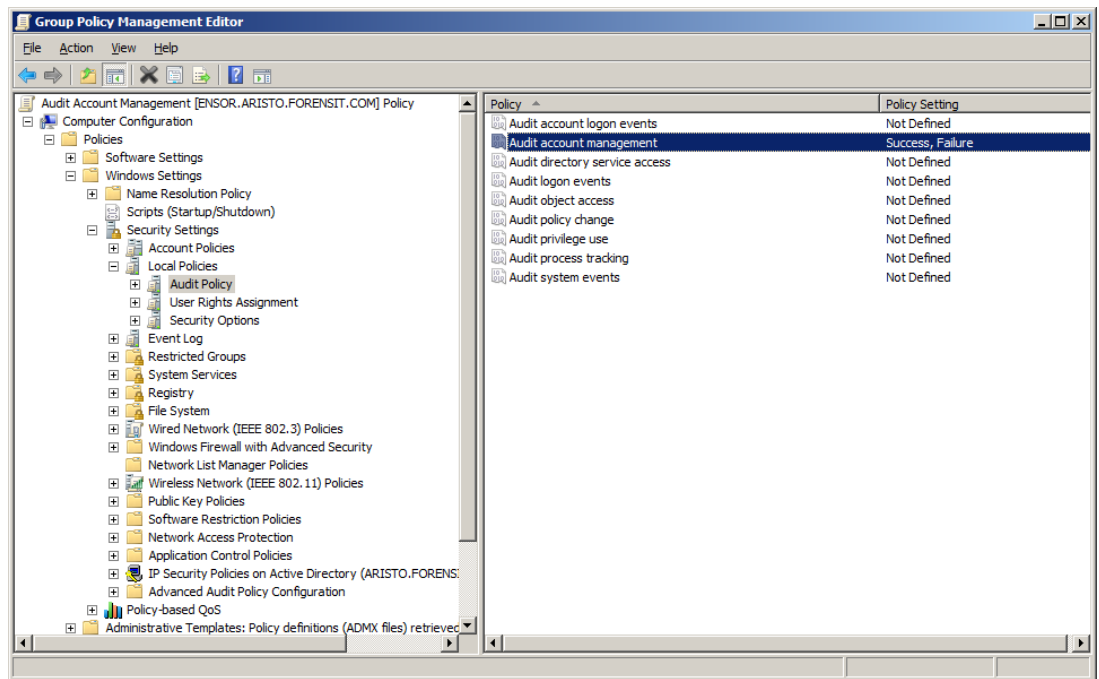 Group Policy Management Editor
File Action View Help
Audit Account Management [ENSOR.ARISTO.FORENSIT.COM] Policy
Computer Configuration
Policies
Software Settings
Windows Settings
Name Resolution Policy
Scripts (Startup/Shutdown)
Security Settings
Account Policies
Local Policies
Audit Policy
User Rights Assignment
Security Options
Event Log
Restricted Groups
System Services
Registry
File System
Wired Network (IEEE 802.3) Policies
Windows Firewall with Advanced Security
Network List Manager Policies
Wireless Network (IEEE 802.11) Policies
Public Key Policies
Software Restriction Policies
Network Access Protection
Application Control Policies
IP Security Policies on Active Directory (ARISTO.FORENS
Advanced Audit Policy Configuration
Policy-based QoS
Administrative Templates: Policy definitions (ADMX files) retrieved
Policy Policy Setting
Audit account logon events Not Defined
Audit account management Success, Failure
Audit directory service access Not Defined
Audit logon events Not Defined
Audit object access Not Defined
Audit policy change Not Defined
Audit privilege use Not Defined
Audit process tracking Not Defined
Audit system events Not Defined